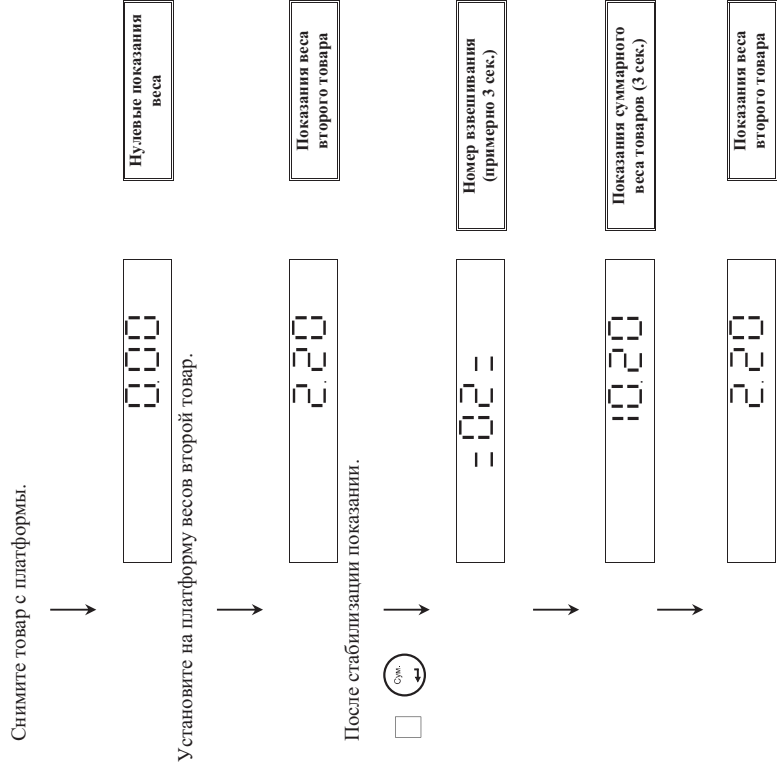 Снимите товар с платформы.
0.00
Нулевые показания
веса
Установите на платформу весов второй товар.
2.20
Показания веса
второго товара
После стабилизации показании.
Сум.
=02=
Номер взвешивания
(примерно 3 сек.)
10.20
Показания суммарного
веса товаров (3 сек.)
2.20
Показания веса
второго товара